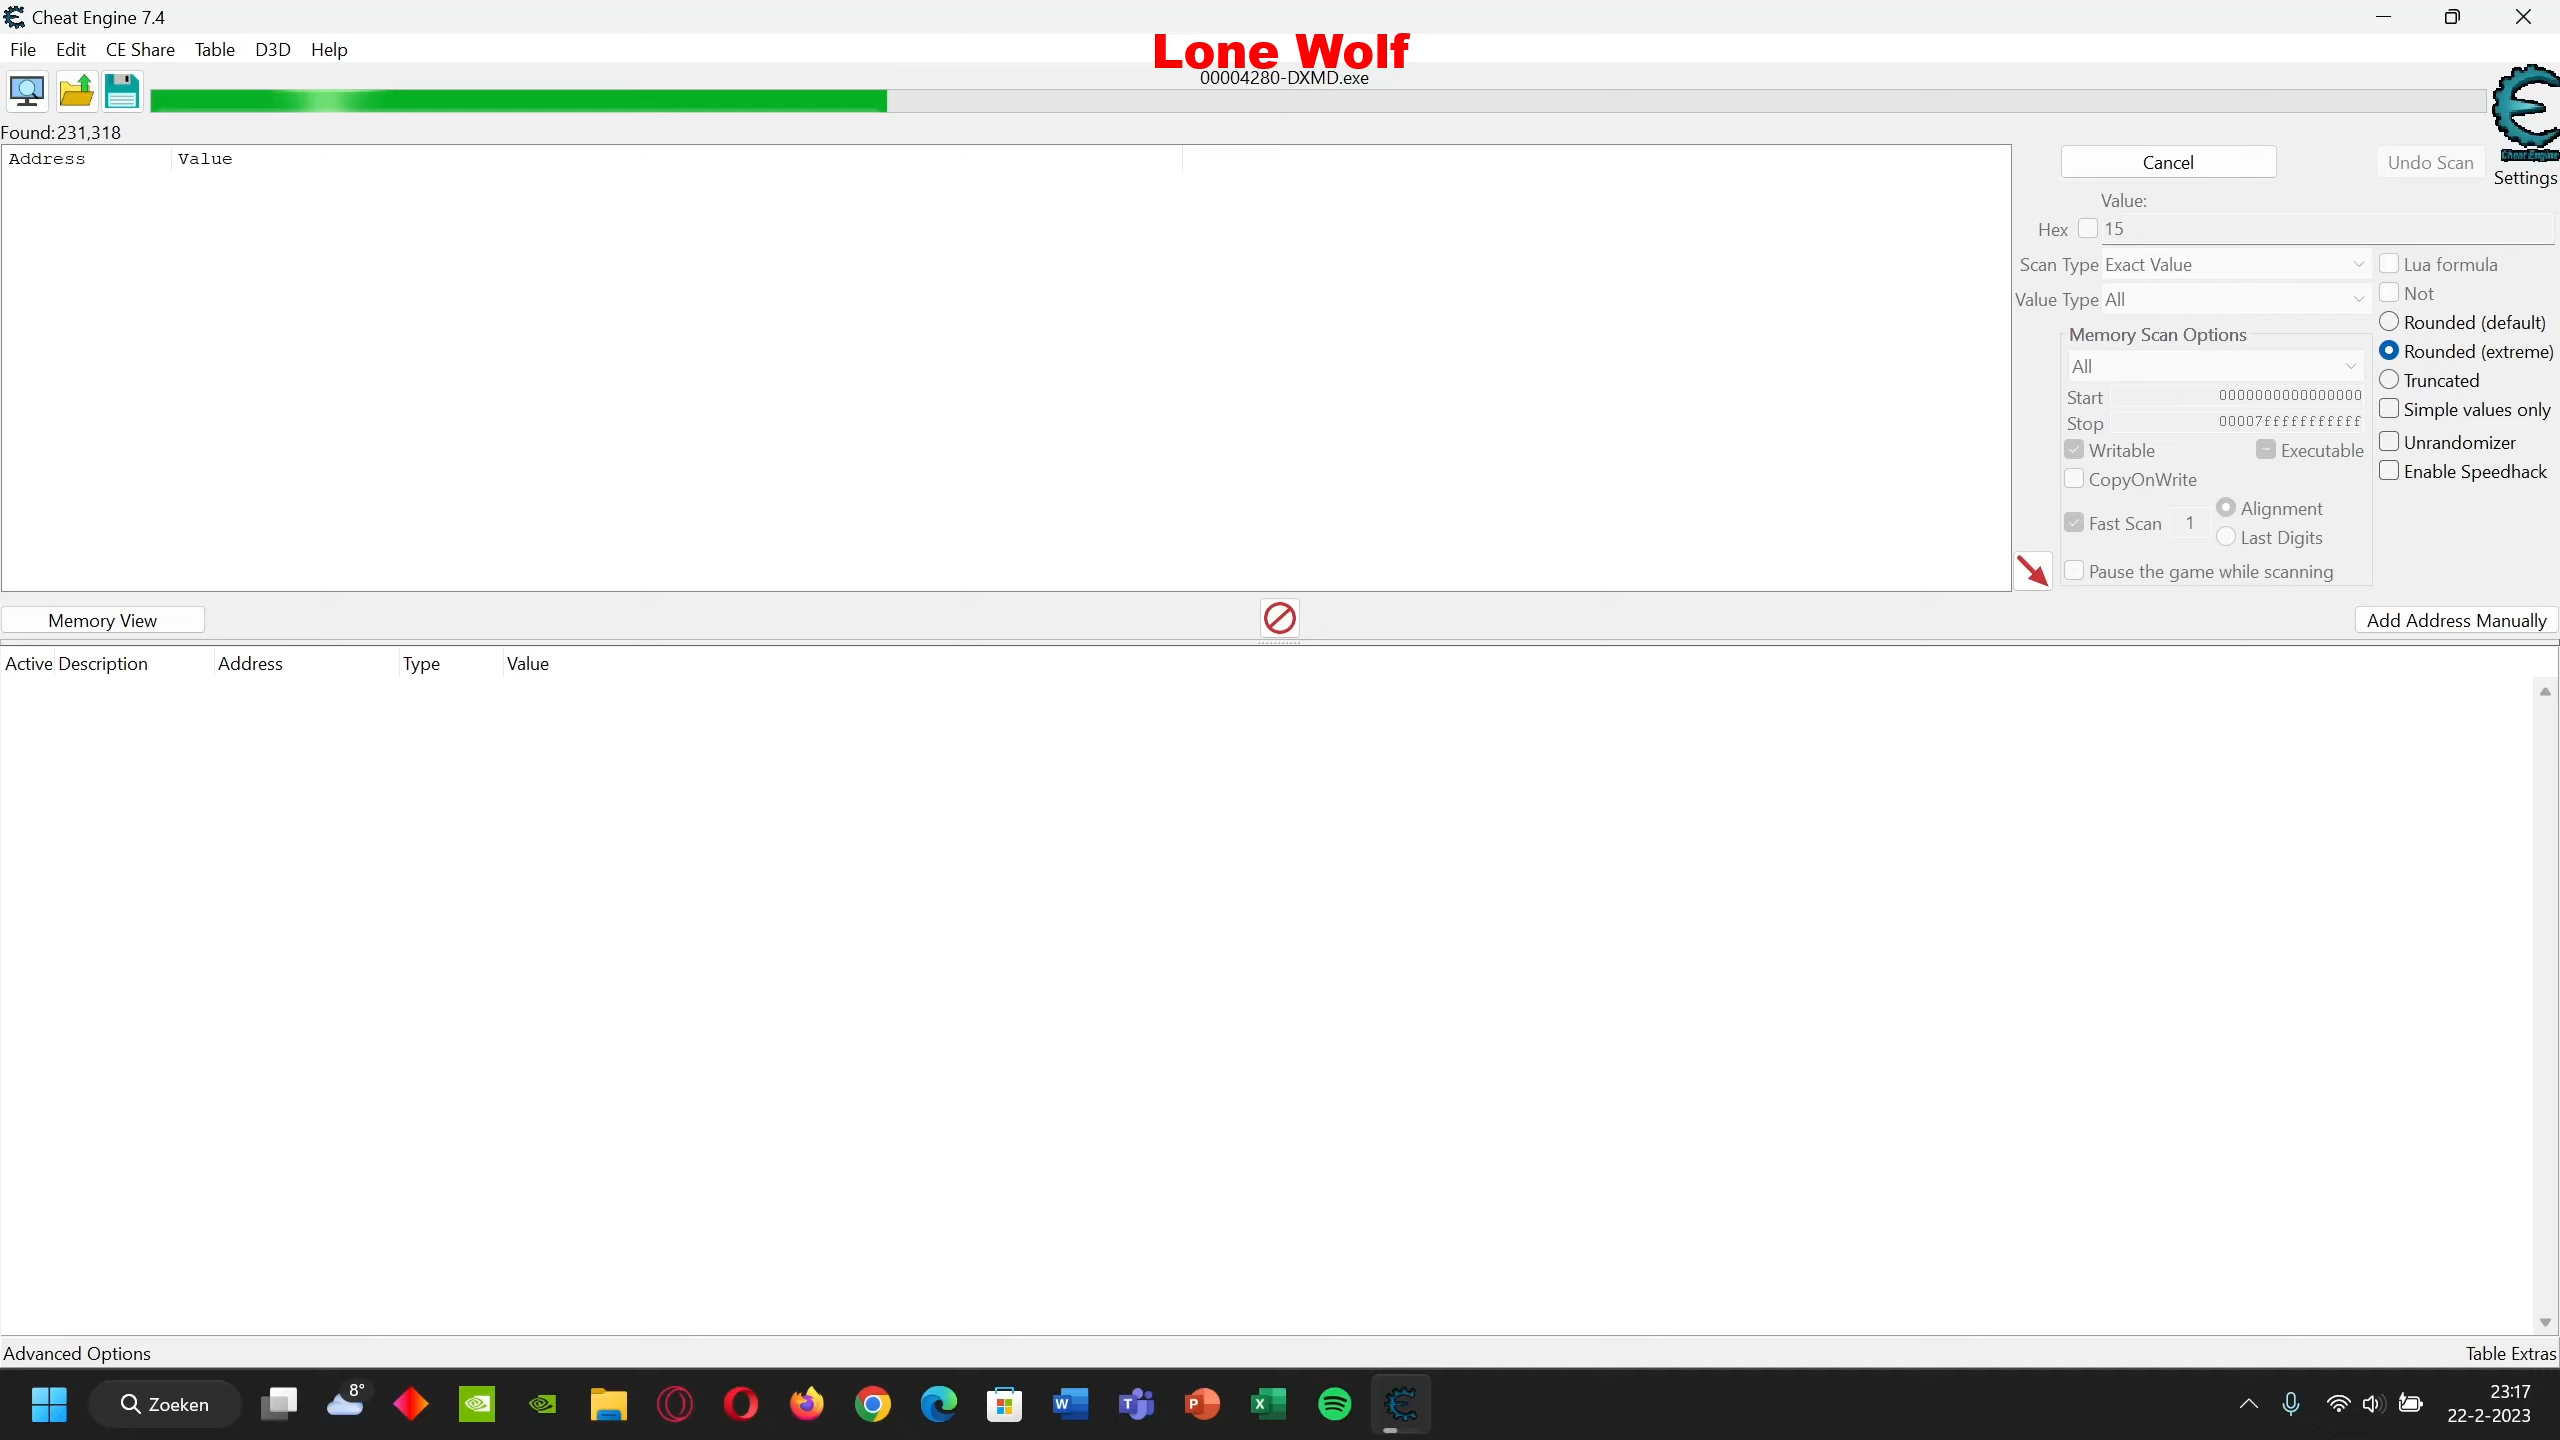 Cheat Engine 7.4
File Edit CE Share Table D3D Help
Lone Wolf
00004280-DXMD.exe
Found:231,318
Address Value
Cheat Engine
Settings
Cancel Undo Scan
Value:
Hex 15
Scan Type Exact Value Lua formula
Not
Value Type All
Rounded (default)
Memory Scan Options
Rounded (extreme)
All
Truncated
Start 0000000000000000
Simple values only
Stop 00007fffffffffff
Unrandomizer
Writable Executable
Enable Speedhack
CopyOnWrite
Alignment
Fast Scan 1
Last Digits
Pause the game while scanning
Memory View Add Address Manually
Active Description Address Type Value
Advanced Options Table Extras
8°
Zoeken
W
T
P
X
23:17
22-2-2023